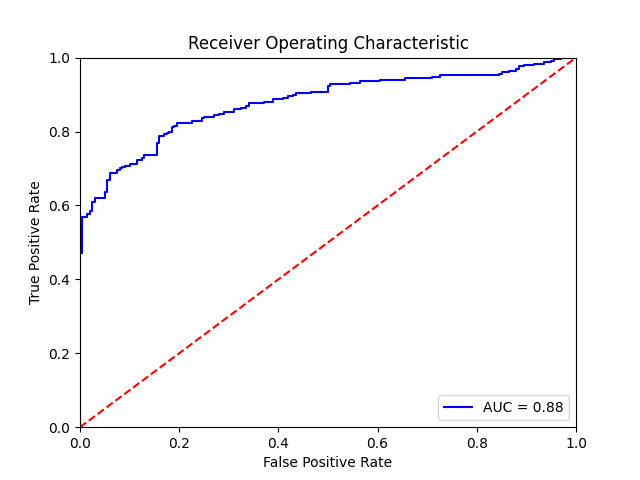 Receiver Operating Characteristic
1.0
0.8
0.6
0.4
0.2
0.0
True Positive Rate
AUC = 0.88
0.0 0.2 0.4 0.6 0.8 1.0
False Positive Rate